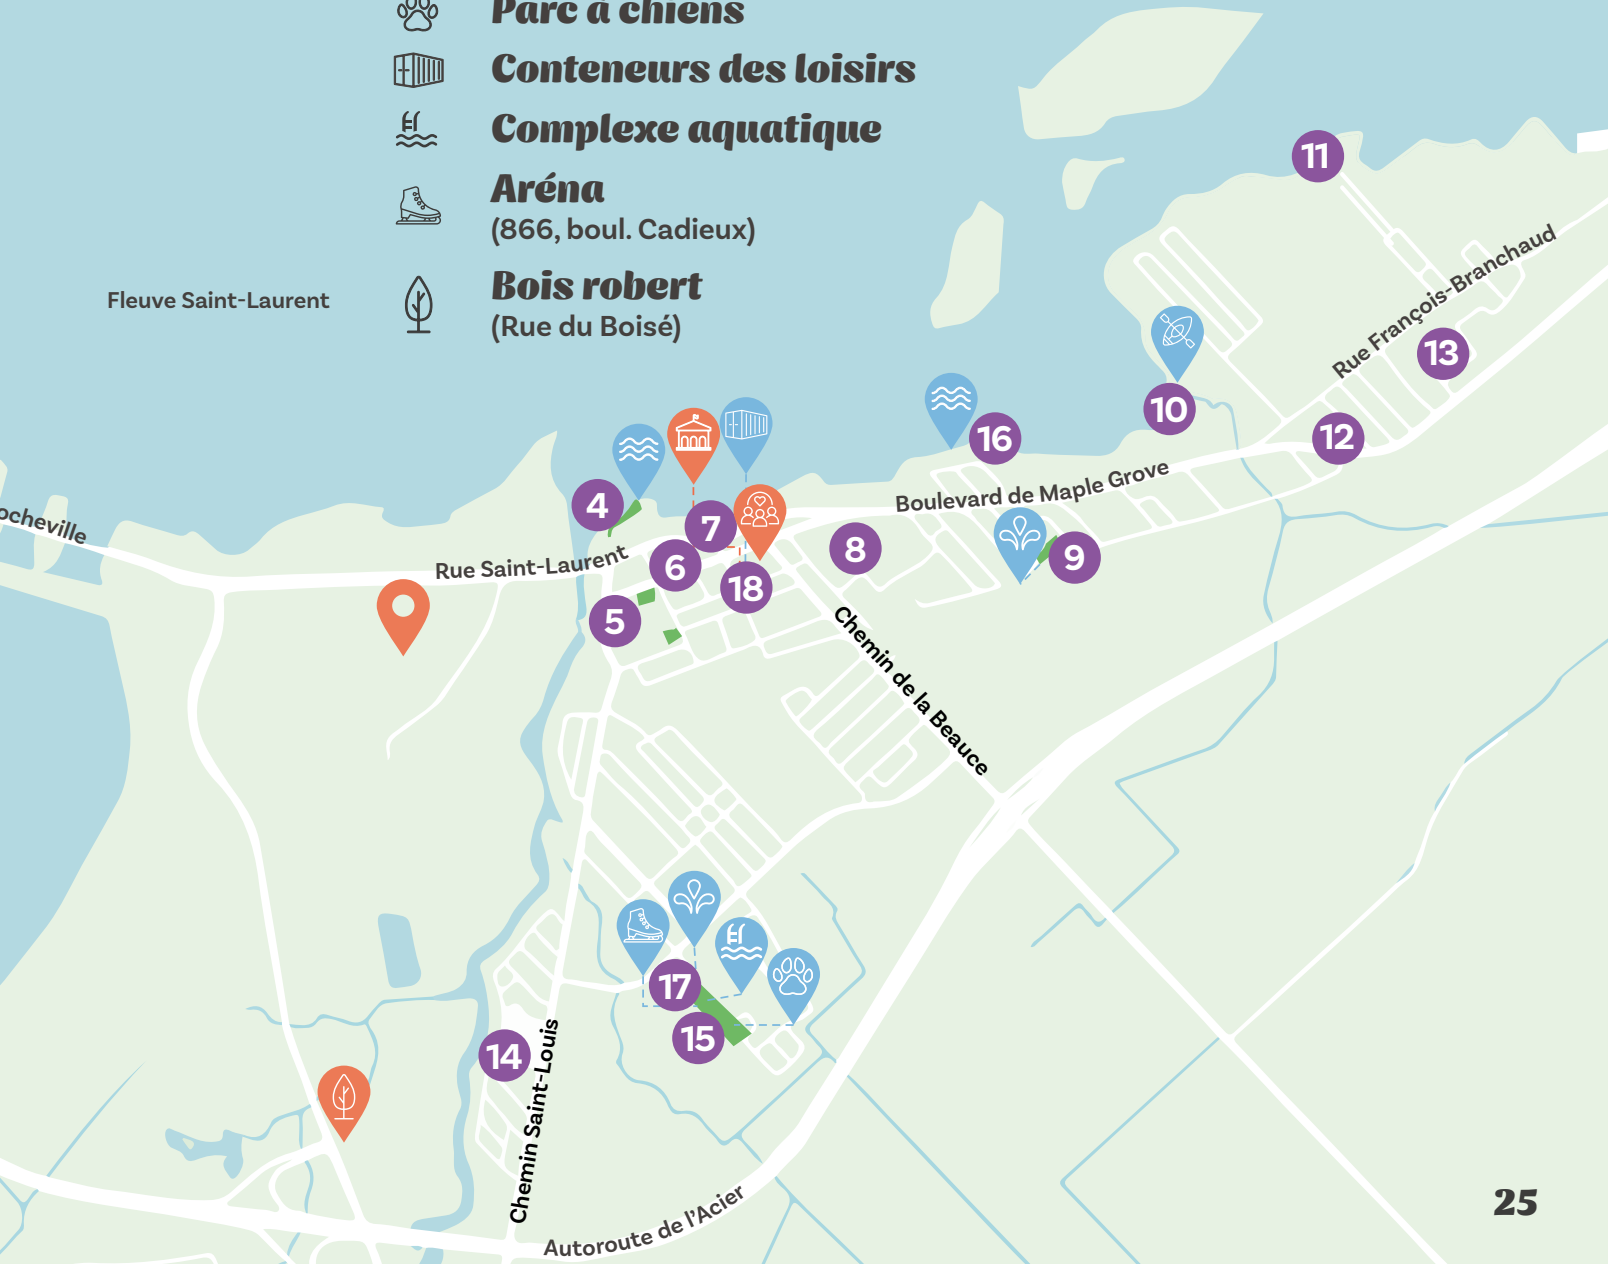 Parc à chiens
Conteneurs des loisirs
Complexe aquatique
Aréna
(866, boul. Cadieux)
Bois robert
(Rue du Boisé)
Fleuve Saint-Laurent
11
Rue François-Branchaud
13
10
12
16
Boulevard de Maple Grove
4
7
8
9
ocheville
Rue Saint-Laurent
6
18
5
Chemin de la Beauce
17
15
14
Chemin Saint-Louis
Autoroute de l'Acier
25